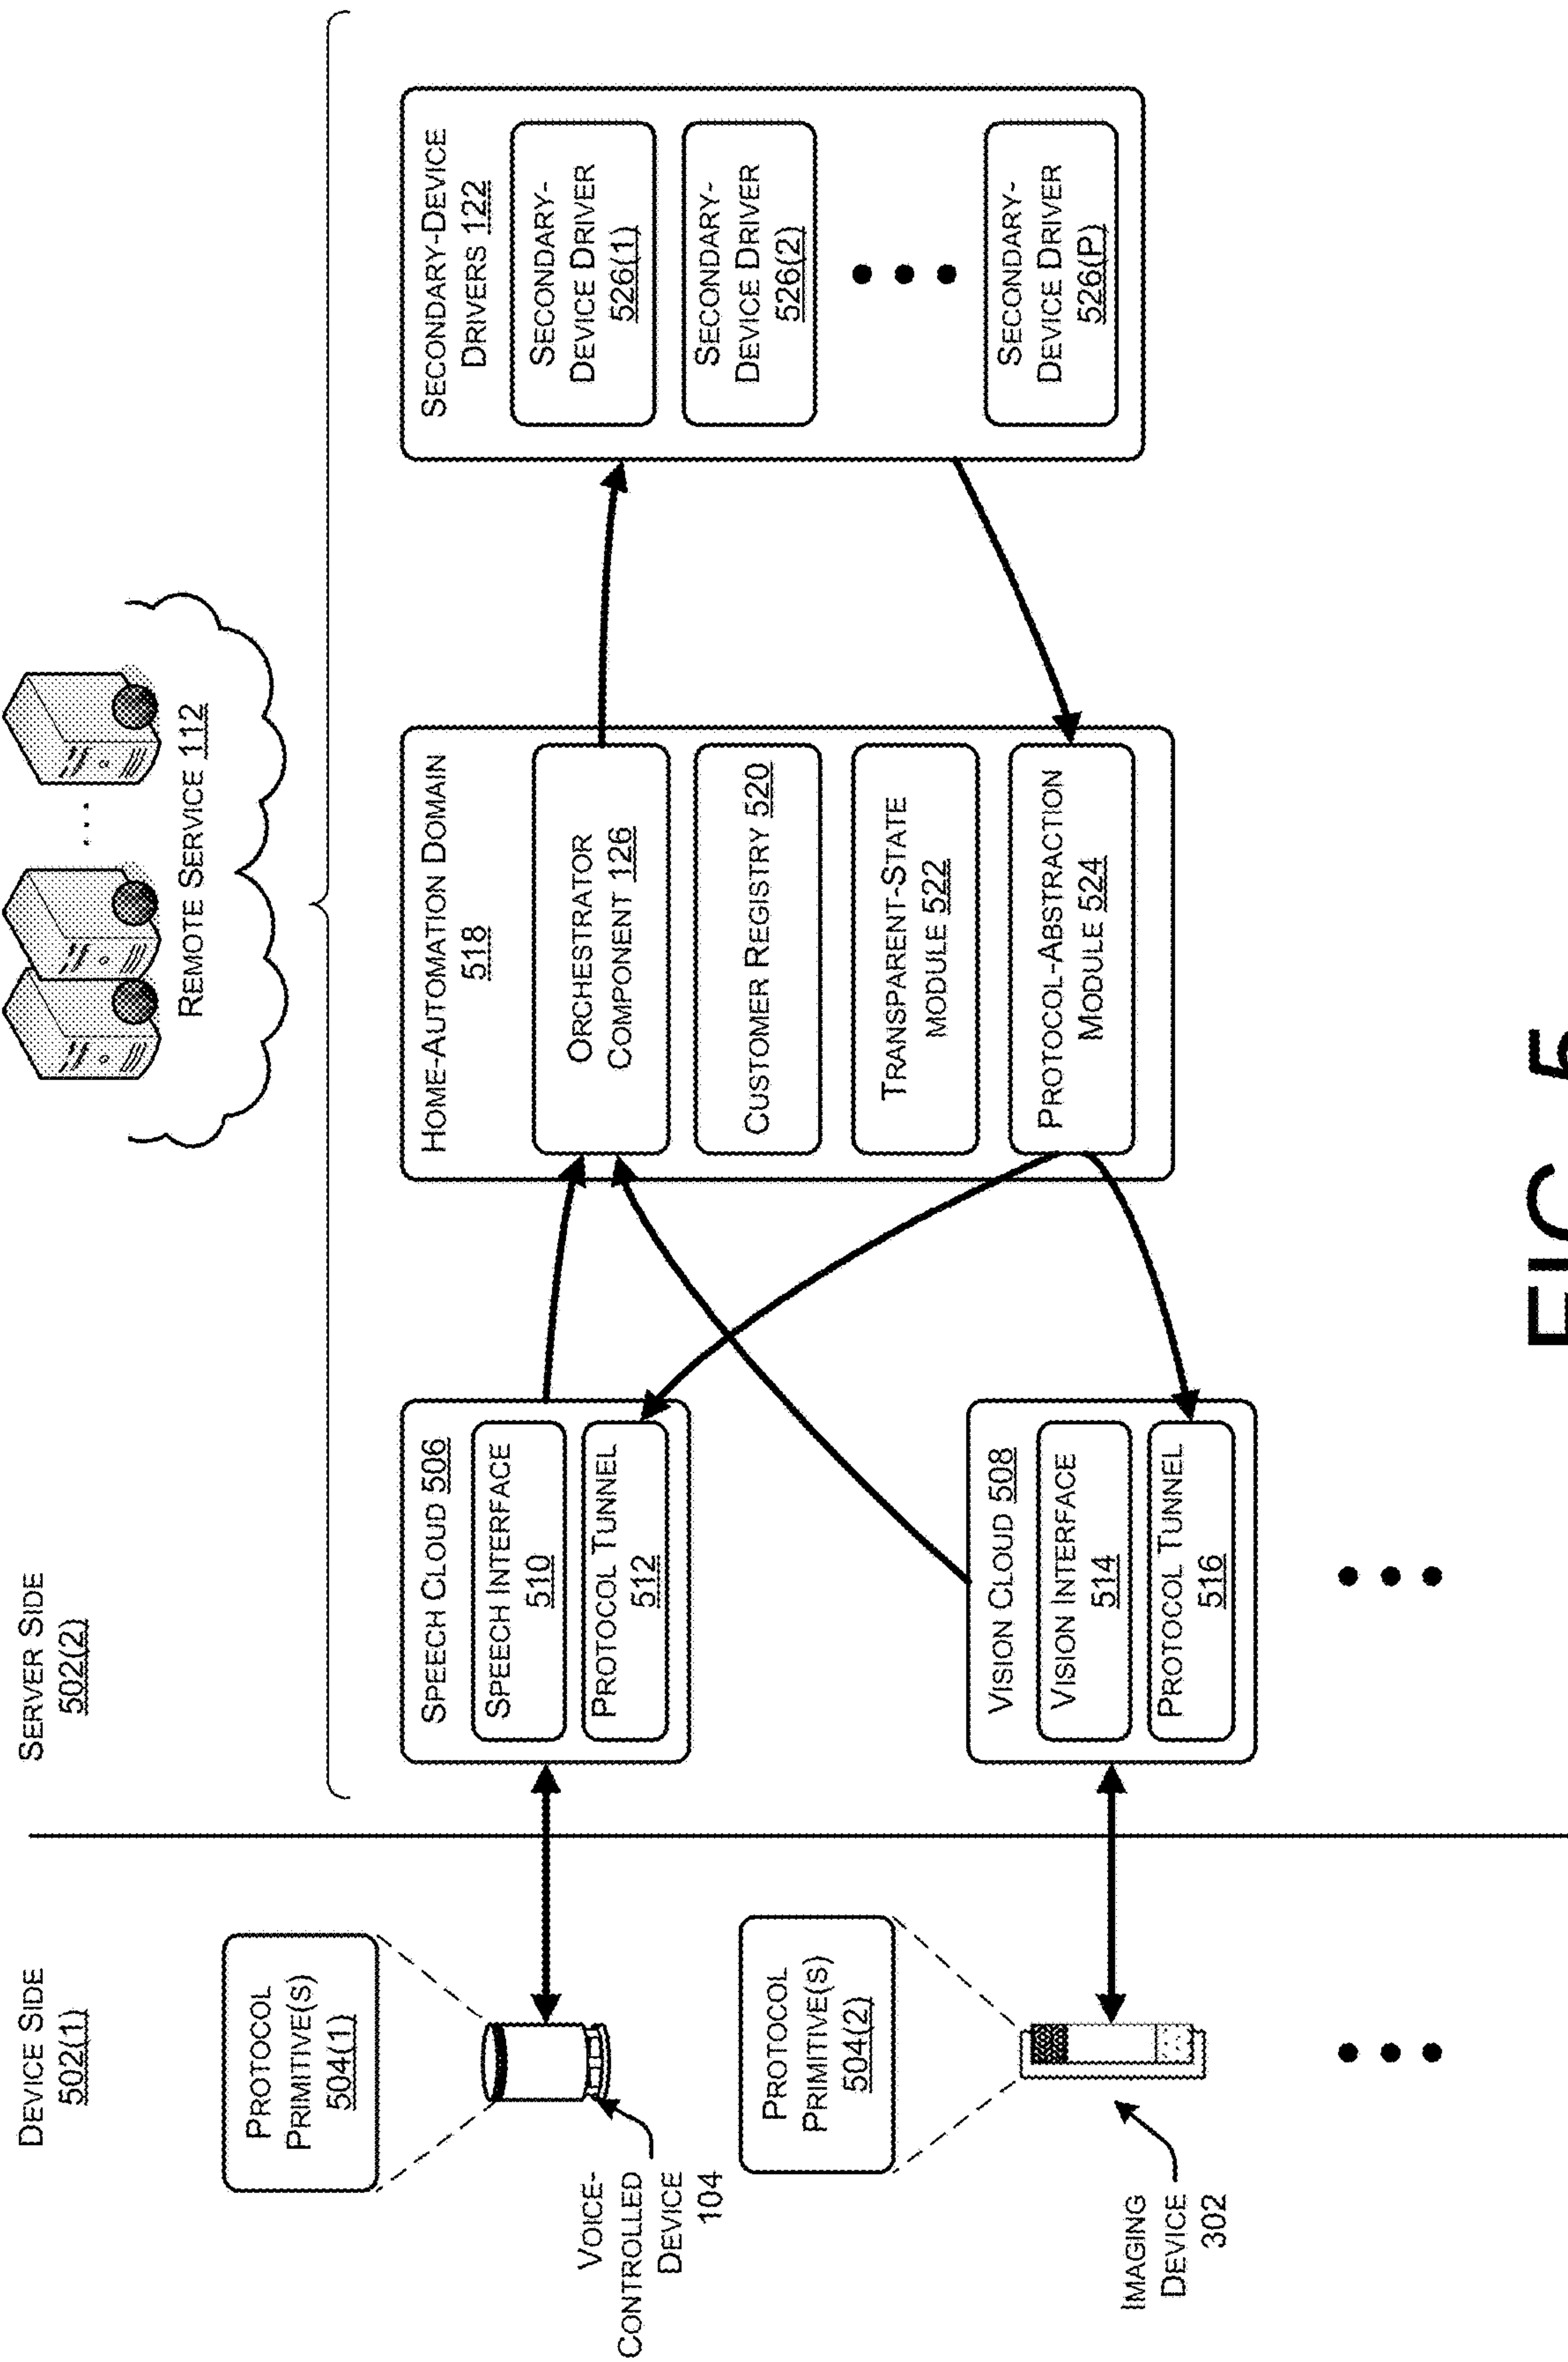 DEVICE SIDE
502(1)
SERVER SIDE
502(2)
REMOTE SERVICE 112
PROTOCOL
PRIMITIVE(S)
504(1)
VOICE-
CONTROLLED
DEVICE
104
PROTOCOL
PRIMITIVE(S)
504(2)
IMAGING
DEVICE
302
SPEECH CLOUD 506
SPEECH INTERFACE
510
PROTOCOL TUNNEL
512
VISION CLOUD 508
VISION INTERFACE
514
PROTOCOL TUNNEL
516
HOME-AUTOMATION DOMAIN
518
ORCHESTRATOR
COMPONENT 126
CUSTOMER REGISTRY 520
TRANSPARENT-STATE
MODULE 522
PROTOCOL-ABSTRACTION
MODULE 524
SECONDARY-DEVICE
DRIVERS 122
SECONDARY-
DEVICE DRIVER
526(1)
SECONDARY-
DEVICE DRIVER
526(2)
SECONDARY-
DEVICE DRIVER
526(P)
FIG. 5